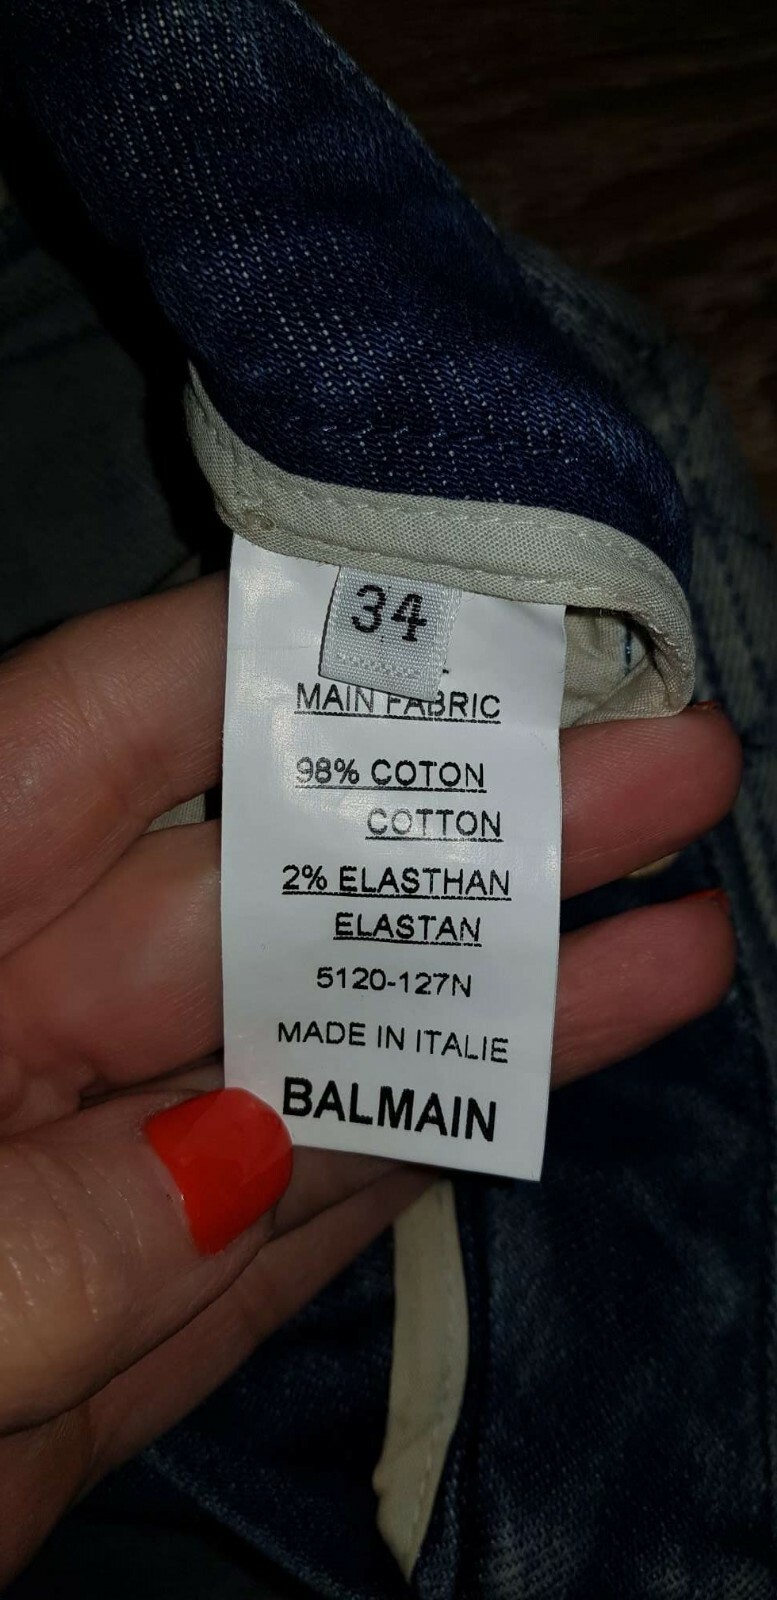 34
MAIN FABRIC
98% COTON
COTTON
2% ELASTHAN
ELASTAN
5120-127N
MADE IN ITALIE
BALMAIN